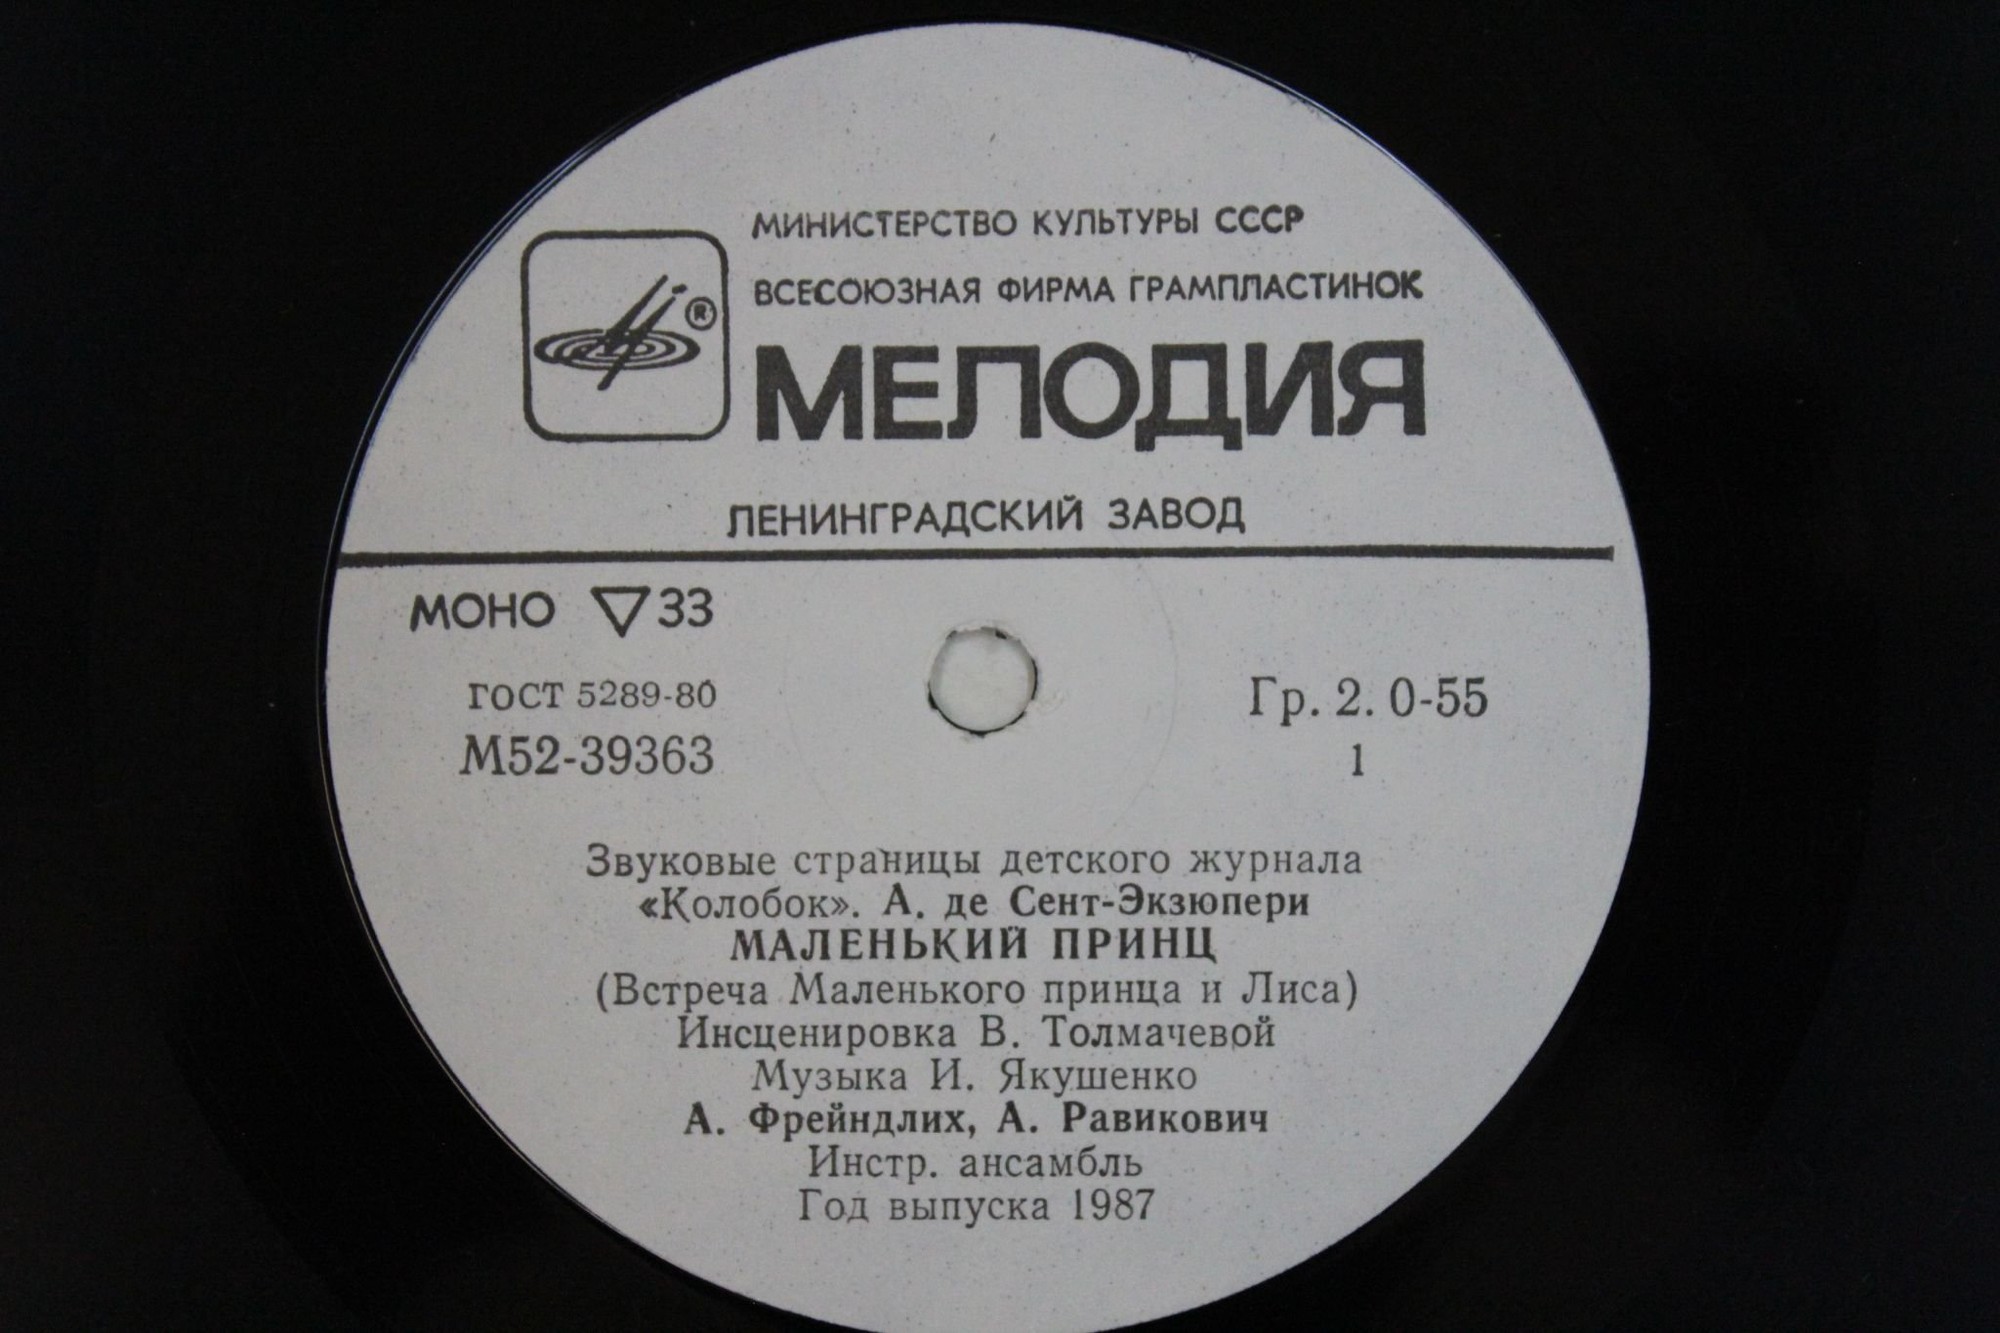 МИНИСТЕРСТВО КУЛЬТУРЫ СССР
ВСЕСОЮЗНАЯ ФИРМА ГРАМПЛАСТИНОК
®
МЕЛОДИЯ
ЛЕНИНГРАДСКИЙ ЗАВОД
МОНО ▽33
ГОСТ 5289-80
М52-39363
Гр. 2. 0-55
1
Звуковые страницы детского журнала
«Колобок». А. де Сент-Экзюпери
МАЛЕНЬКИЙ ПРИНЦ
(Встреча Маленького принца и Лиса)
Инсценировка В. Толмачевой
Музыка И. Якушенко
А. Фрейндлих, А. Равикович
Инстр. ансамбль
Год выпуска 1987